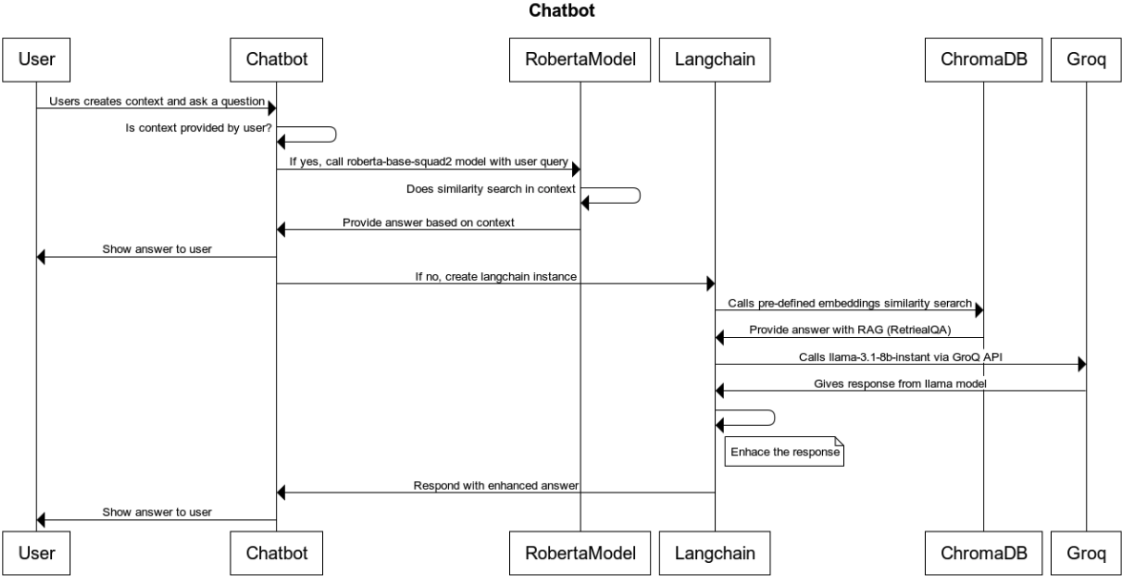 Chatbot
User
Chatbot
RobertaModel
Langchain
ChromaDB
Groq
Users creates context and ask a question
Is context provided by user?
If yes, call roberta-base-squad2 model with user query
Does similarity search in context
Provide answer based on context
Show answer to user
If no, create langchain instance
Calls pre-defined embeddings similarity serarch
Provide answer with RAG (RetriealQA)
Calls llama-3.1-8b-instant via GroQ API
Gives response from llama model
Enhace the response
Respond with enhanced answer
Show answer to user
User
Chatbot
RobertaModel
Langchain
ChromaDB
Groq